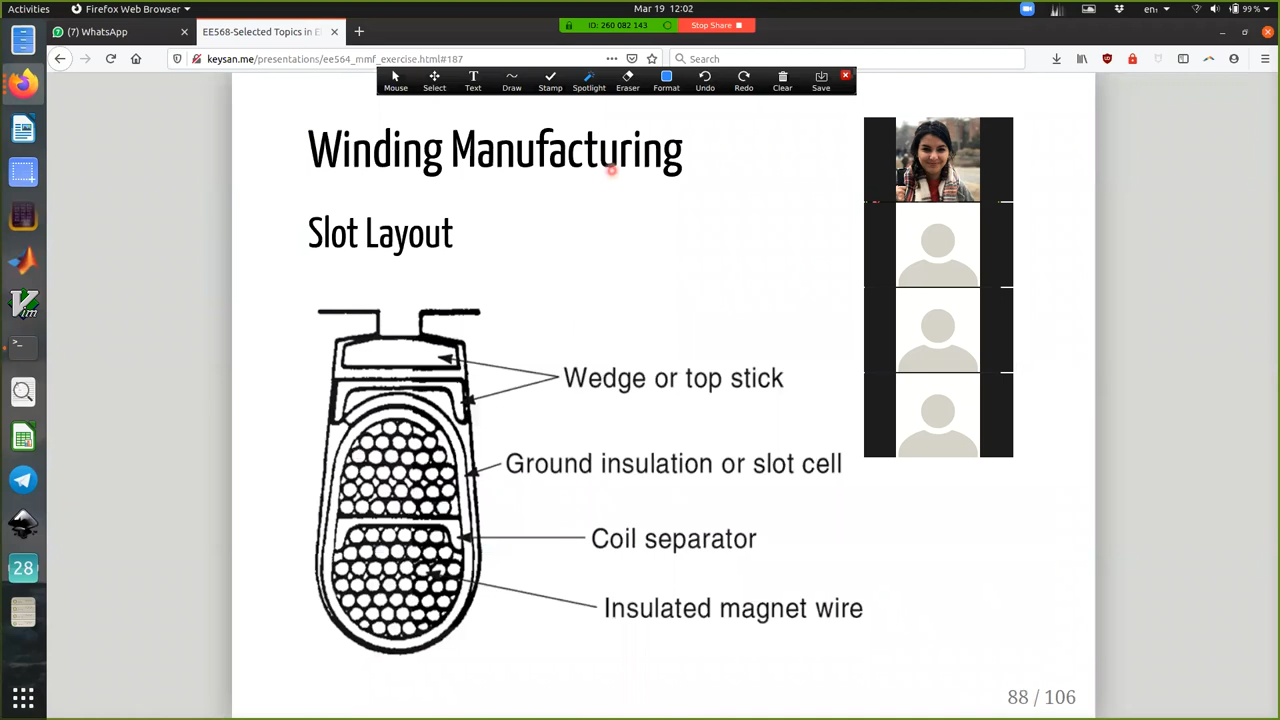 Activities
Firefox Web Browser
Mar 19 12:02
en
99 %
ID: 260 082 143
Stop Share
(7) WhatsApp
EE568-Selected Topics in E
keysan.me/presentations/ee564_mmf_exercise.html#187
Search
Mouse
Select
Text
Draw
Stamp
Spotlight
Eraser
Format
Undo
Redo
Clear
Save
Winding Manufacturing
Slot Layout
Wedge or top stick
Ground insulation or slot cell
Coil separator
Insulated magnet wire
28
88 / 106